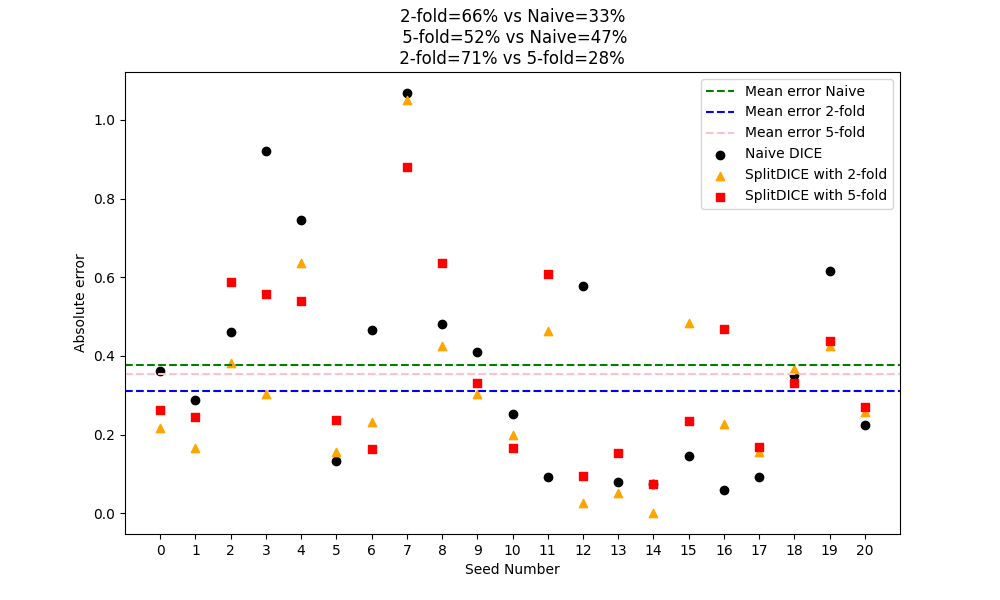 2-fold=66% vs Naive=33%
5-fold=52% vs Naive=47%
2-fold=71% vs 5-fold=28%
Mean error Naive
Mean error 2-fold
Mean error 5-fold
Naive DICE
SplitDICE with 2-fold
SplitDICE with 5-fold
Absolute error
1.0
0.8
0.6
0.4
0.2
0.0
0 1 2 3 4 5 6 7 8 9 10 11 12 13 14 15 16 17 18 19 20
Seed Number